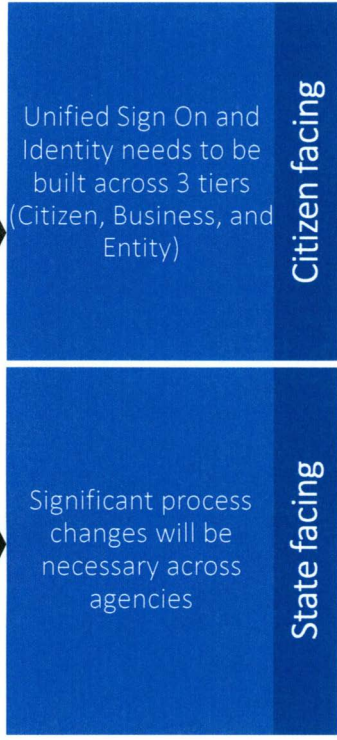 Unified Sign On and
Identity needs to be
built across 3 tiers
(Citizen, Business, and
Entity)
Citizen facing
Significant process
changes will be
necessary across
agencies
State facing